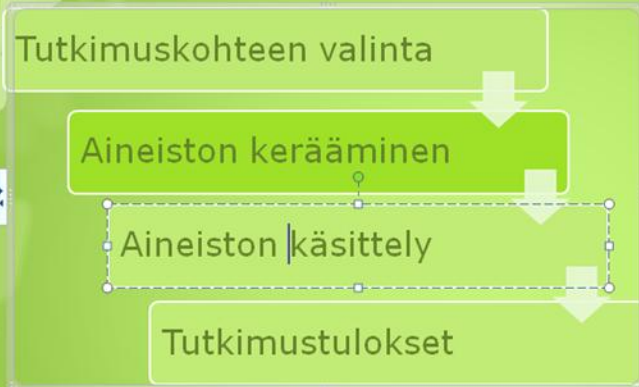 Tutkimuskohteen valinta
Aineiston kerääminen
Aineiston käsittely
Tutkimustulokset